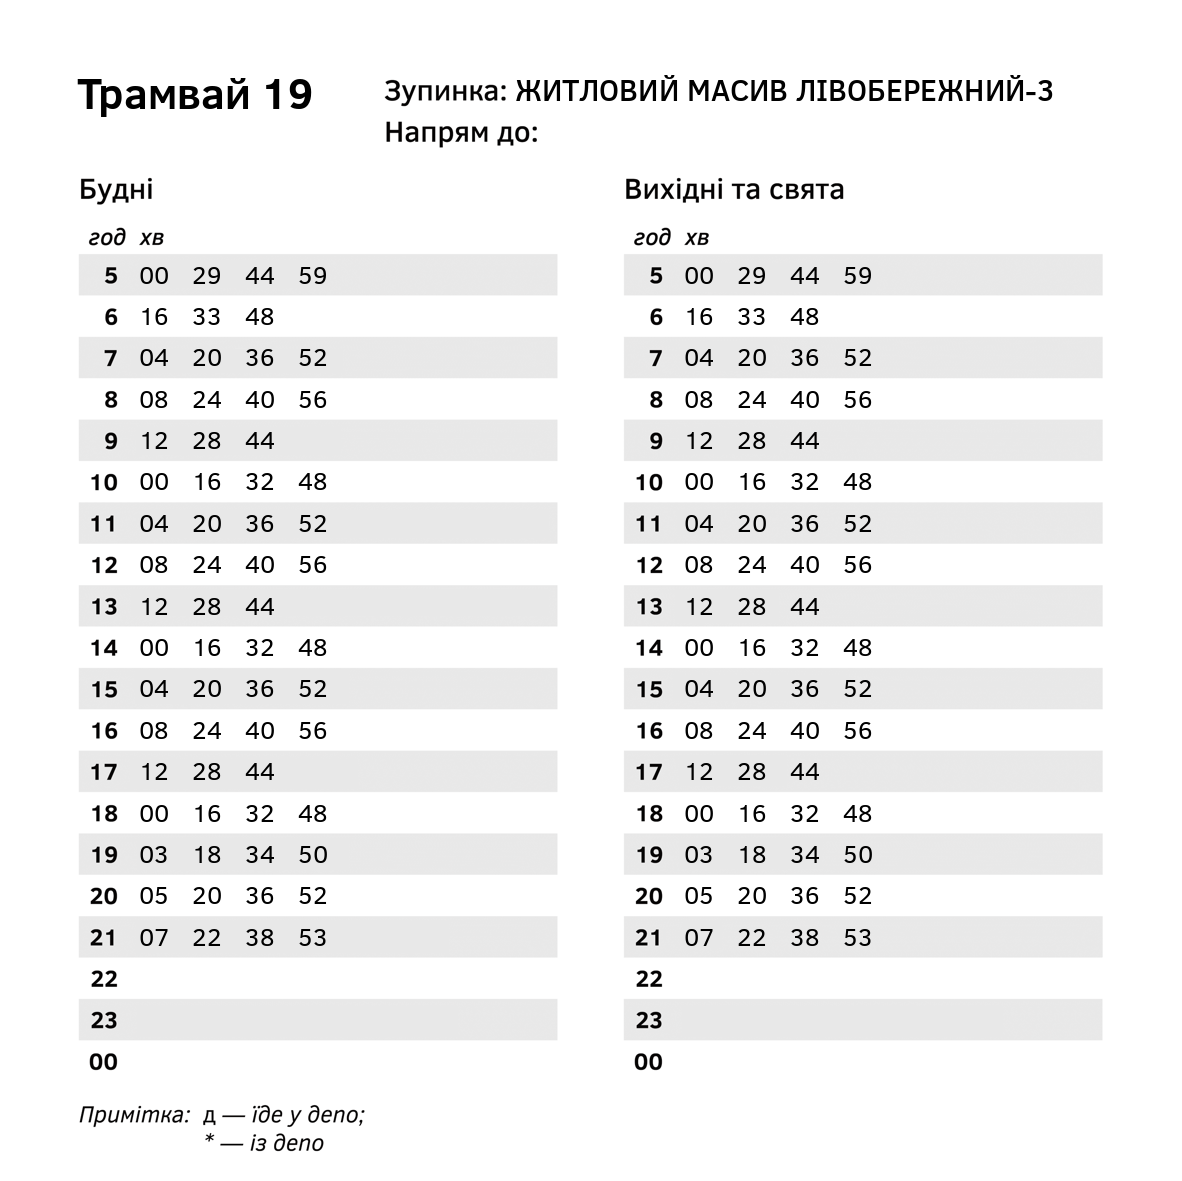 Трамвай 19
Зупинка: ЖИТЛОВИЙ МАСИВ ЛІВОБЕРЕЖНИЙ-3
Напрям до:
Будні
год хв
5 00 29 44 59
6 16 33 48
7 04 20 36 52
8 08 24 40 56
9 12 28 44
10 00 16 32 48
11 04 20 36 52
12 08 24 40 56
13 12 28 44
14 00 16 32 48
15 04 20 36 52
16 08 24 40 56
17 12 28 44
18 00 16 32 48
19 03 18 34 50
20 05 20 36 52
21 07 22 38 53
22
23
00
Вихідні та свята
год хв
5 00 29 44 59
6 16 33 48
7 04 20 36 52
8 08 24 40 56
9 12 28 44
10 00 16 32 48
11 04 20 36 52
12 08 24 40 56
13 12 28 44
14 00 16 32 48
15 04 20 36 52
16 08 24 40 56
17 12 28 44
18 00 16 32 48
19 03 18 34 50
20 05 20 36 52
21 07 22 38 53
22
23
00
Примітка: д — їде у депо;
* — із депо